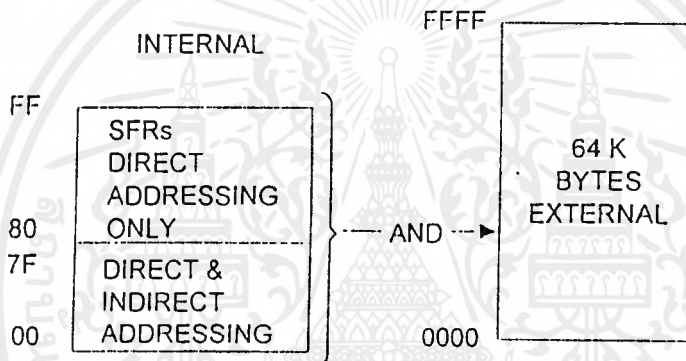 INTERNAL
FF
SFRs
DIRECT
ADDRESSING
80 ONLY
7F DIRECT &
INDIRECT
00 ADDRESSING
AND
FFFF
64 K
BYTES
EXTERNAL
0000